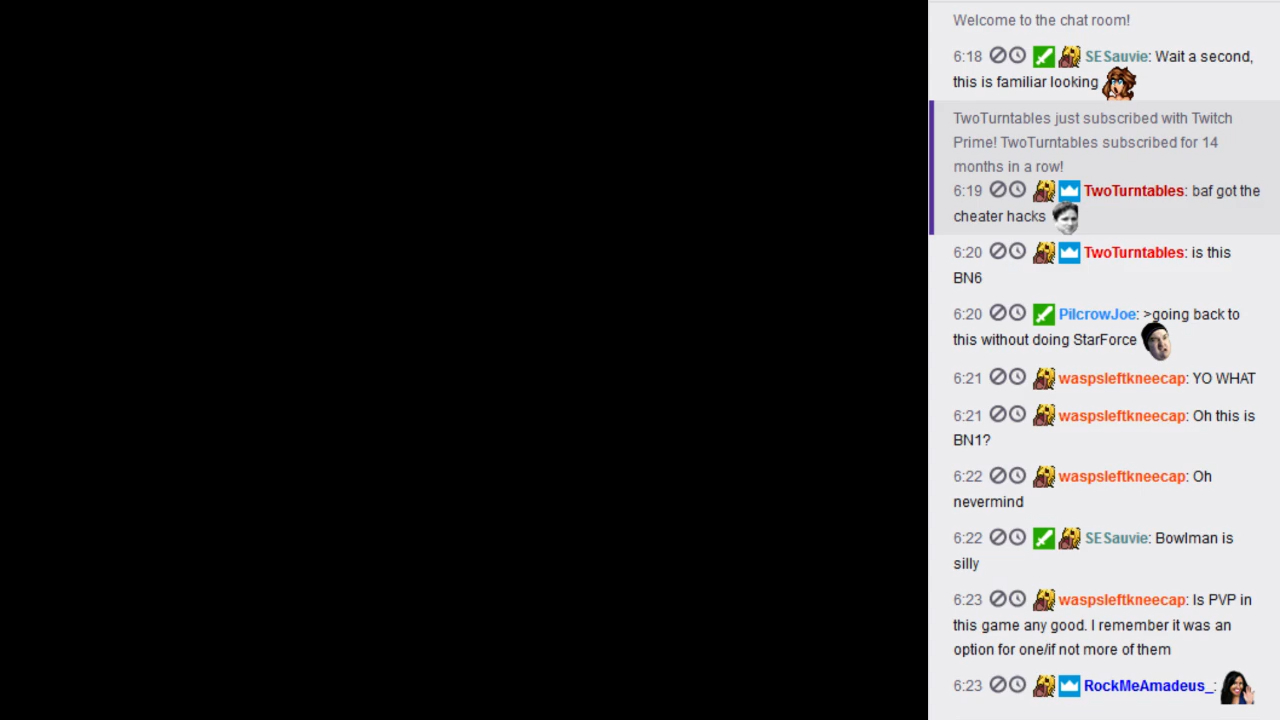 Welcome to the chat room!
6:18 SESauvie: Wait a second,
this is familiar looking
TwoTurntables just subscribed with Twitch
Prime! TwoTurntables subscribed for 14
months in a row!
6:19 TwoTurntables: baf got the
cheater hacks
6:20 TwoTurntables: is this
BN6
6:20 PilcrowJoe: >going back to
this without doing StarForce
6:21 waspsleftkneecap: YO WHAT
6:21 waspsleftkneecap: Oh this is
BN1?
6:22 waspsleftkneecap: Oh
nevermind
6:22 SESauvie: Bowlman is
silly
6:23 waspsleftkneecap: Is PVP in
this game any good. I remember it was an
option for one/if not more of them
6:23 RockMeAmadeus_: